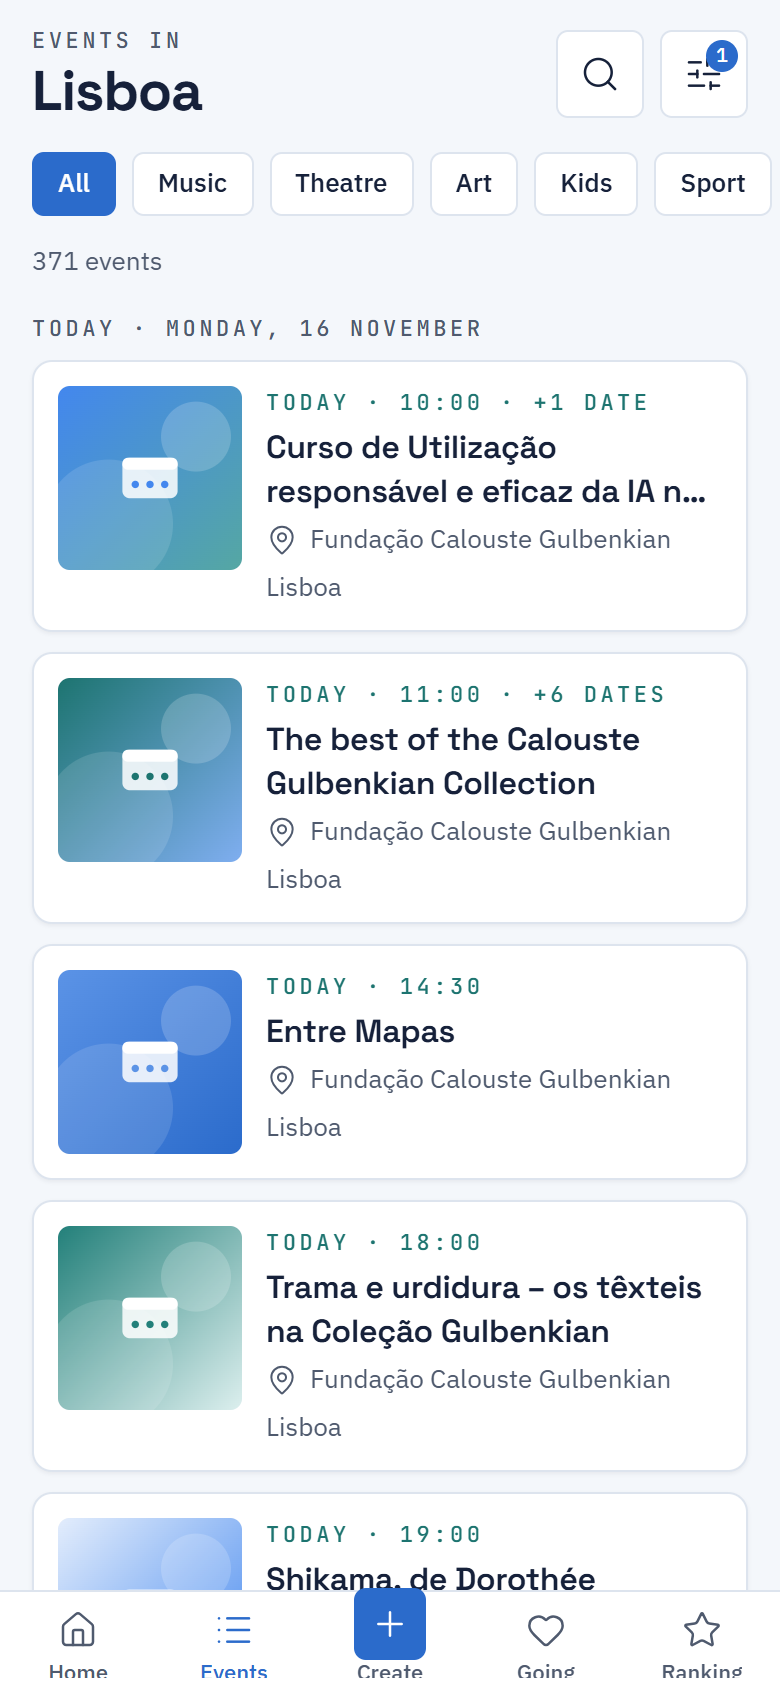 EVENTS IN
Lisboa
1
All
Music
Theatre
Art
Kids
Sport
371 events
TODAY · MONDAY, 16 NOVEMBER
TODAY · 10:00 · +1 DATE
Curso de Utilização
responsável e eficaz da IA n...
Fundação Calouste Gulbenkian
Lisboa
TODAY · 11:00 · +6 DATES
The best of the Calouste
Gulbenkian Collection
Fundação Calouste Gulbenkian
Lisboa
TODAY · 14:30
Entre Mapas
Fundação Calouste Gulbenkian
Lisboa
TODAY · 18:00
Trama e urdidura – os têxteis
na Coleção Gulbenkian
Fundação Calouste Gulbenkian
Lisboa
TODAY · 19:00
Shikama, de Dorothée
Home
Events
Create
Going
Ranking